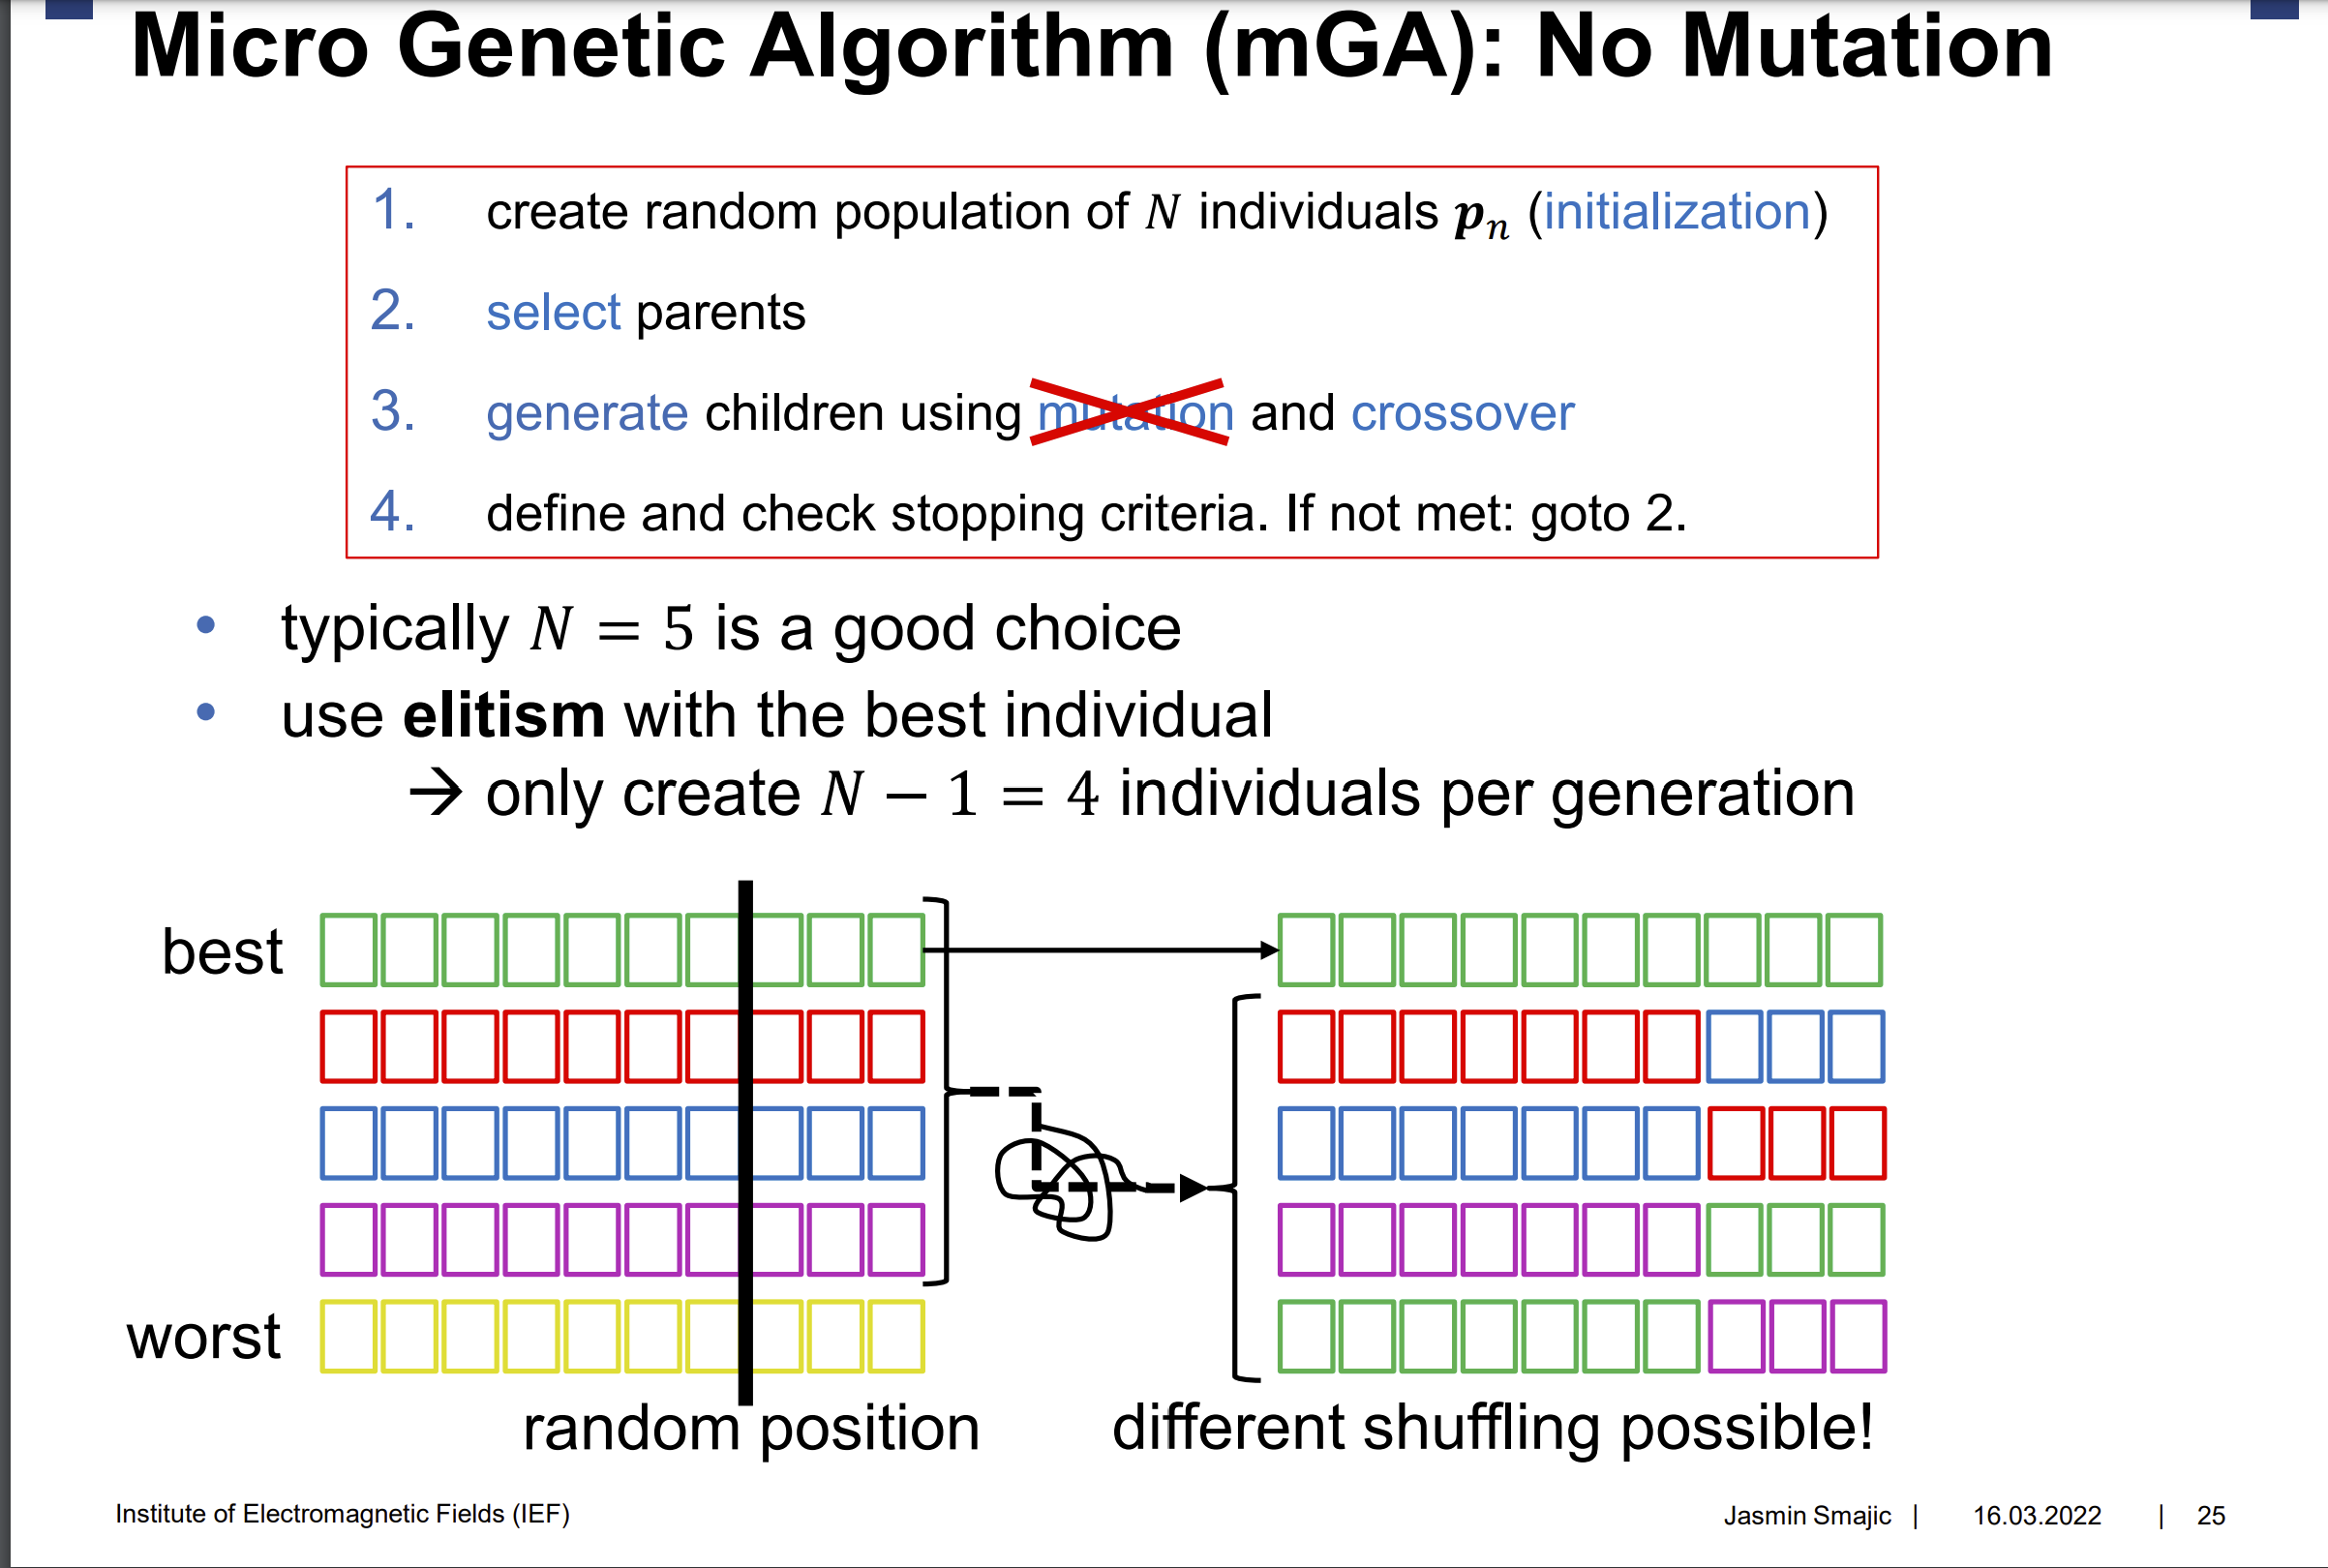 Micro Genetic Algorithm (mGA): No Mutation
1. create random population of N individuals pₙ (initialization)
2. select parents
3. generate children using mutation and crossover
4. define and check stopping criteria. If not met: goto 2.
• typically N = 5 is a good choice
• use elitism with the best individual
→ only create N − 1 = 4 individuals per generation
best
worst
random position
different shuffling possible!
Institute of Electromagnetic Fields (IEF)
Jasmin Smajic | 16.03.2022 | 25